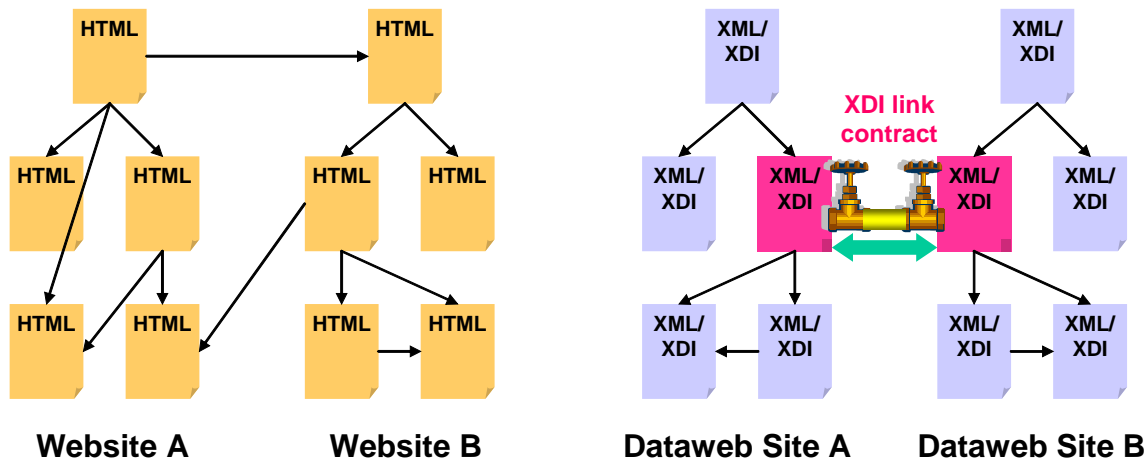 HTML
HTML
XML/
XDI
XML/
XDI
XDI link
contract
HTML
HTML
HTML
HTML
XML/
XDI
XML/
XDI
XML/
XDI
XML/
XDI
HTML
HTML
HTML
HTML
XML/
XDI
XML/
XDI
XML/
XDI
XML/
XDI
Website A
Website B
Dataweb Site A
Dataweb Site B